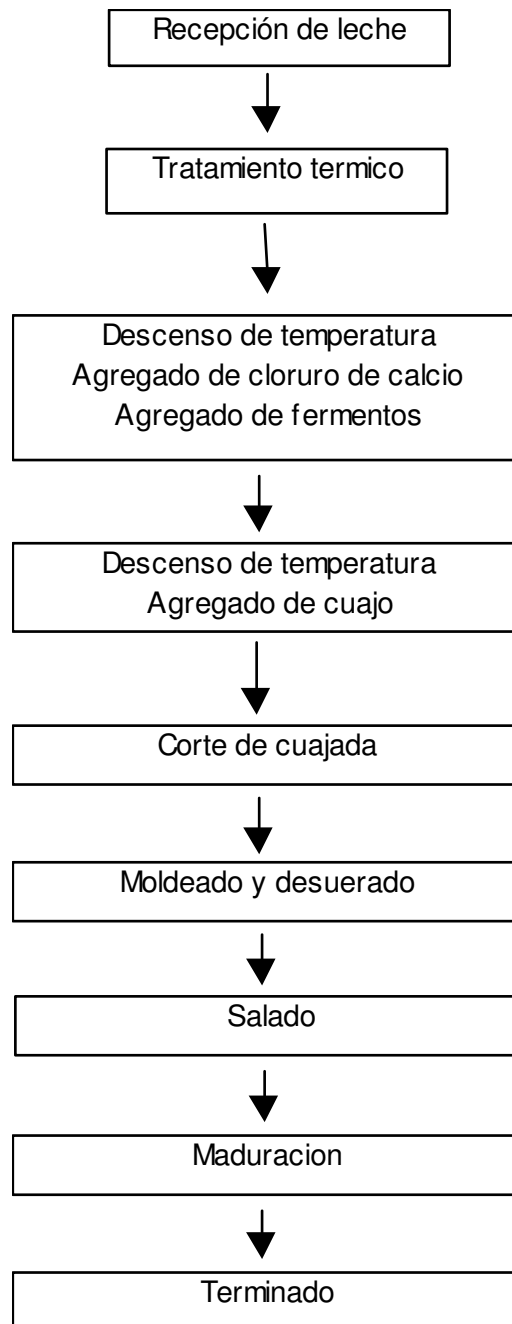 Recepción de leche
Tratamiento termico
Descenso de temperatura
Agregado de cloruro de calcio
Agregado de fermentos
Descenso de temperatura
Agregado de cuajo
Corte de cuajada
Moldeado y desuerado
Salado
Maduracion
Terminado